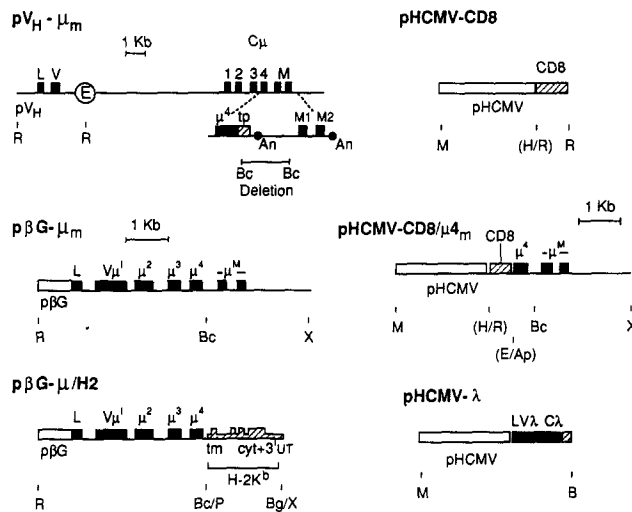 pVH - μm
1 Kb
Cμ
L V
E
1 2 3 4 M
pVH
μ4 tp
M1 M2
An
An
R
R
Bc
Bc
Deletion
pHCMV-CD8
CD8
pHCMV
M
(H/R)
R
pβG-μm
1 Kb
L
Vμ1
μ2
μ3
μ4
-μM-
pβG
R
Bc
X
pHCMV-CD8/μ4m
1 Kb
CD8
μ4
-μM-
pHCMV
M
(H/R)
Bc
X
(E/Ap)
pβG-μ/H2
L
Vμ1
μ2
μ3
μ4
pβG
tm
cyt+3'UT
H-2Kb
R
Bc/P
Bg/X
pHCMV-λ
LVλ Cλ
pHCMV
M
B